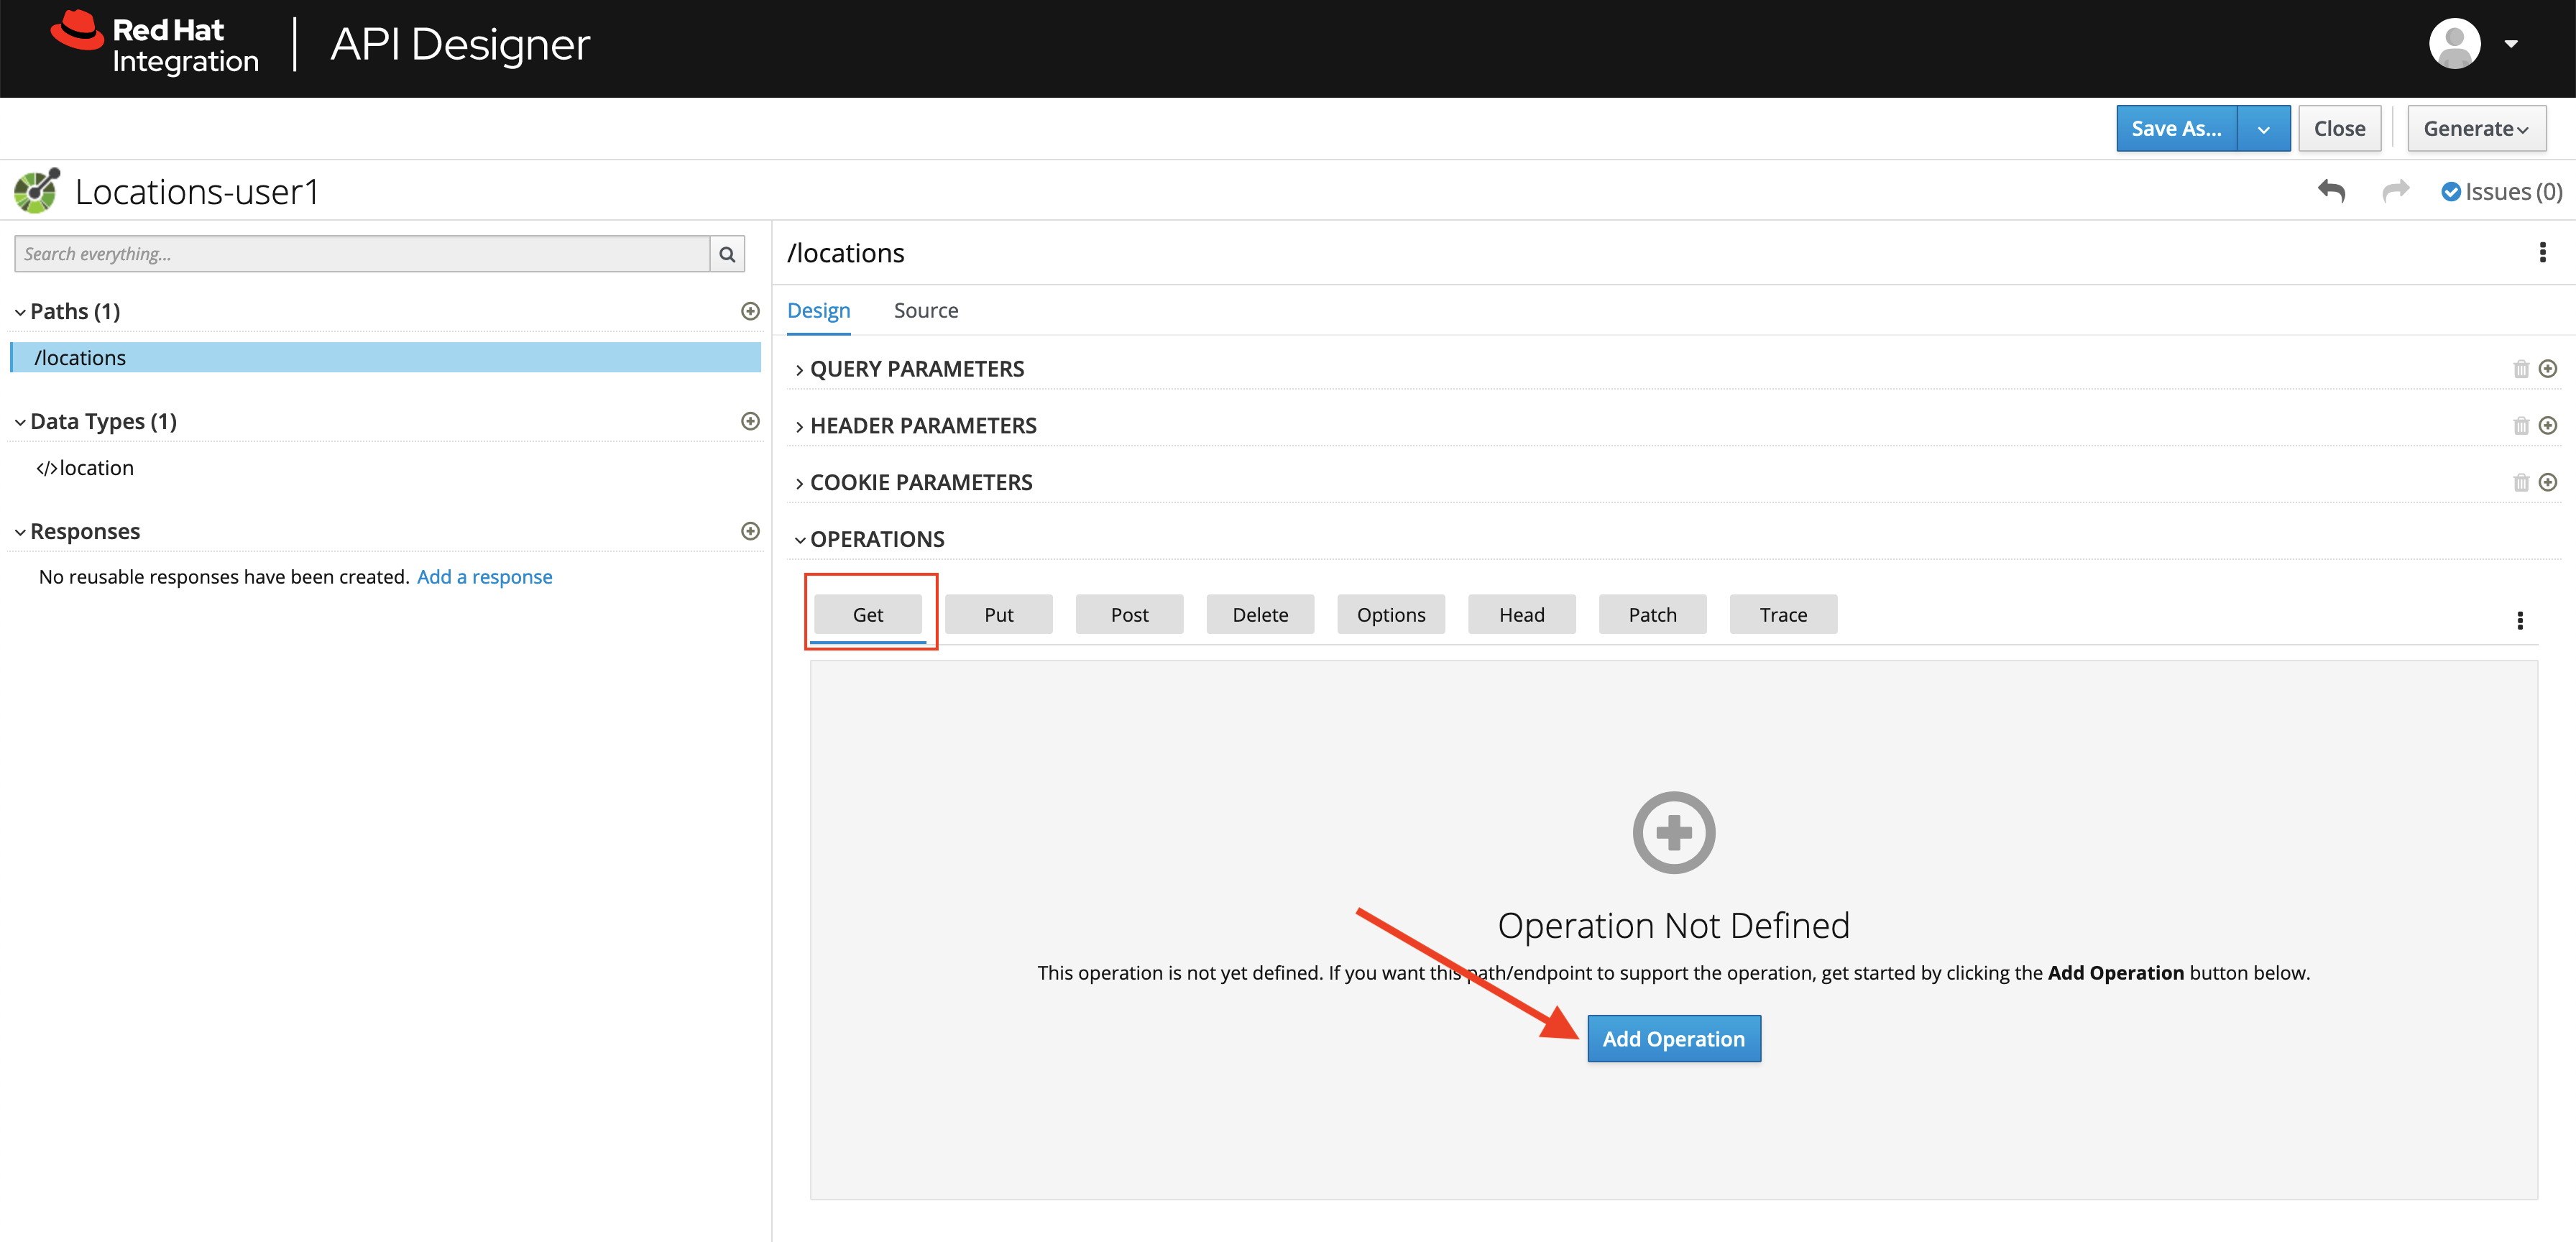 Red Hat
Integration
API Designer
Save As...
Close
Generate
Locations-user1
Issues (0)
Search everything...
Paths (1)
/locations
Data Types (1)
</>location
Responses
No reusable responses have been created. Add a response
/locations
Design Source
QUERY PARAMETERS
HEADER PARAMETERS
COOKIE PARAMETERS
OPERATIONS
Get Put Post Delete Options Head Patch Trace
Operation Not Defined
This operation is not yet defined. If you want this path/endpoint to support the operation, get started by clicking the Add Operation button below.
Add Operation